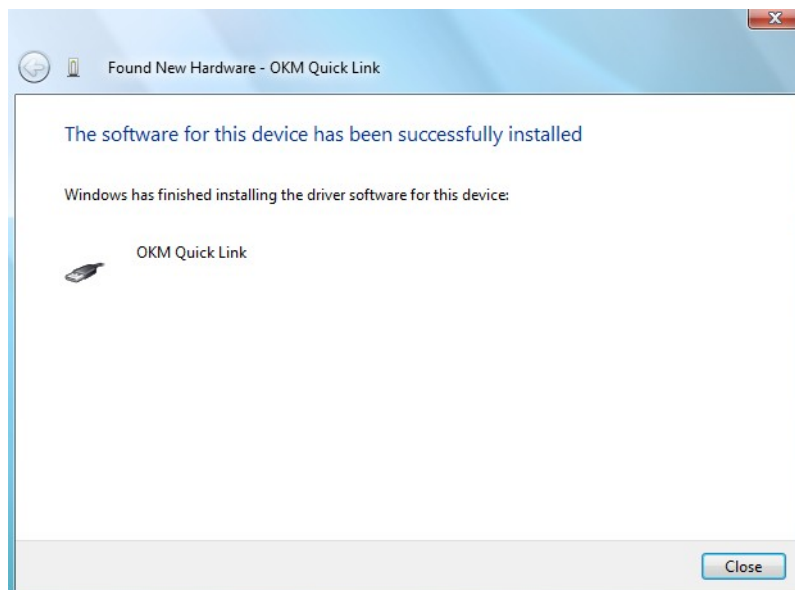 Found New Hardware - OKM Quick Link
The software for this device has been successfully installed
Windows has finished installing the driver software for this device:
OKM Quick Link
Close